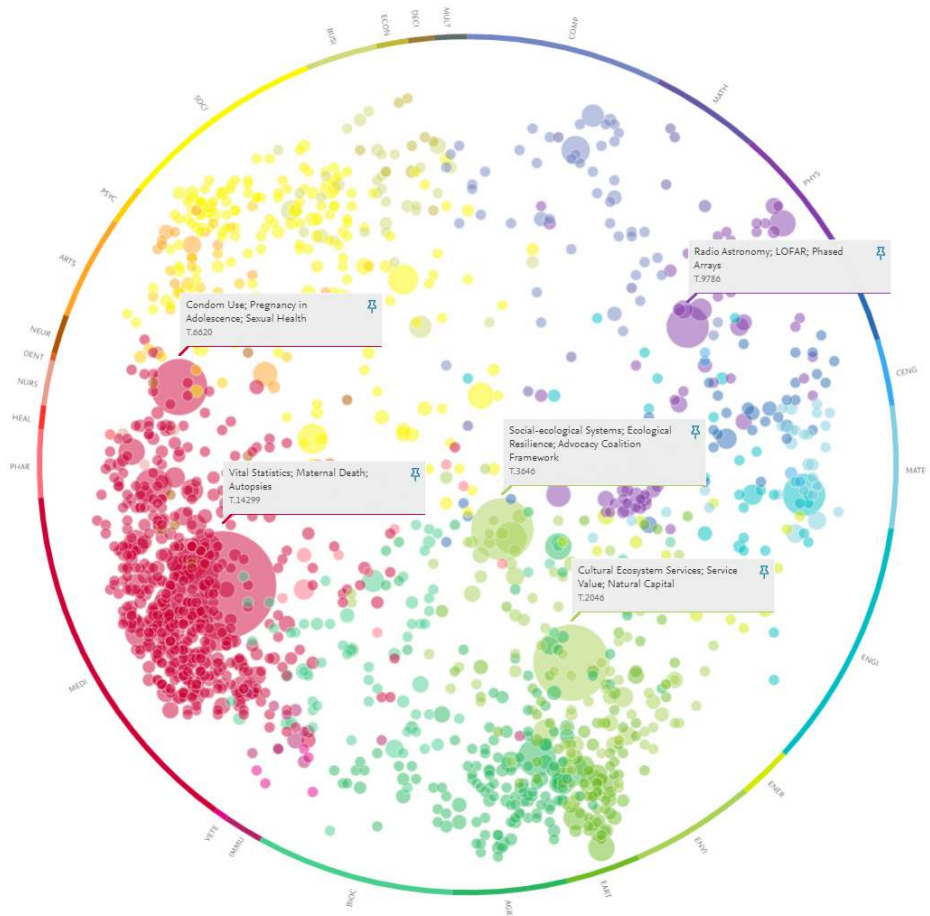 MULT
DECI
ECON
BUSI
COMP
SOCI
MATH
PSYC
PHYS
ARTS
Radio Astronomy; LOFAR; Phased
Arrays
T.9786
Condom Use; Pregnancy in
Adolescence; Sexual Health
T.6620
NEUR
DENT
NURS
HEAL
PHAR
CENG
MATE
Social-ecological Systems; Ecological
Resilience; Advocacy Coalition
Framework
T.3646
Vital Statistics; Maternal Death;
Autopsies
T.14299
Cultural Ecosystem Services; Service
Value; Natural Capital
T.2046
MEDI
ENGI
ENER
VETE
IMMU
ENVI
BIOC
EART
AGRI